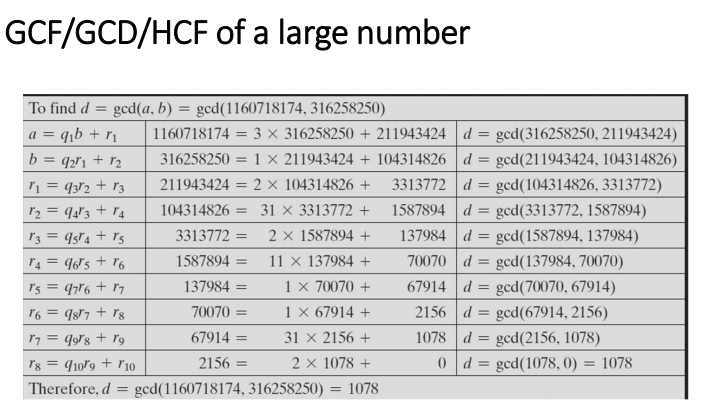 GCF/GCD/HCF of a large number
To find d = gcd(a, b) = gcd(1160718174, 316258250)
a = q₁b + r₁ 1160718174 = 3 × 316258250 + 211943424 d = gcd(316258250, 211943424)
b = q₂r₁ + r₂ 316258250 = 1 × 211943424 + 104314826 d = gcd(211943424, 104314826)
r₁ = q₃r₂ + r₃ 211943424 = 2 × 104314826 + 3313772 d = gcd(104314826, 3313772)
r₂ = q₄r₃ + r₄ 104314826 = 31 × 3313772 + 1587894 d = gcd(3313772, 1587894)
r₃ = q₅r₄ + r₅ 3313772 = 2 × 1587894 + 137984 d = gcd(1587894, 137984)
r₄ = q₆r₅ + r₆ 1587894 = 11 × 137984 + 70070 d = gcd(137984, 70070)
r₅ = q₇r₆ + r₇ 137984 = 1 × 70070 + 67914 d = gcd(70070, 67914)
r₆ = q₈r₇ + r₈ 70070 = 1 × 67914 + 2156 d = gcd(67914, 2156)
r₇ = q₉r₈ + r₉ 67914 = 31 × 2156 + 1078 d = gcd(2156, 1078)
r₈ = q₁₀r₉ + r₁₀ 2156 = 2 × 1078 + 0 d = gcd(1078, 0) = 1078
Therefore, d = gcd(1160718174, 316258250) = 1078